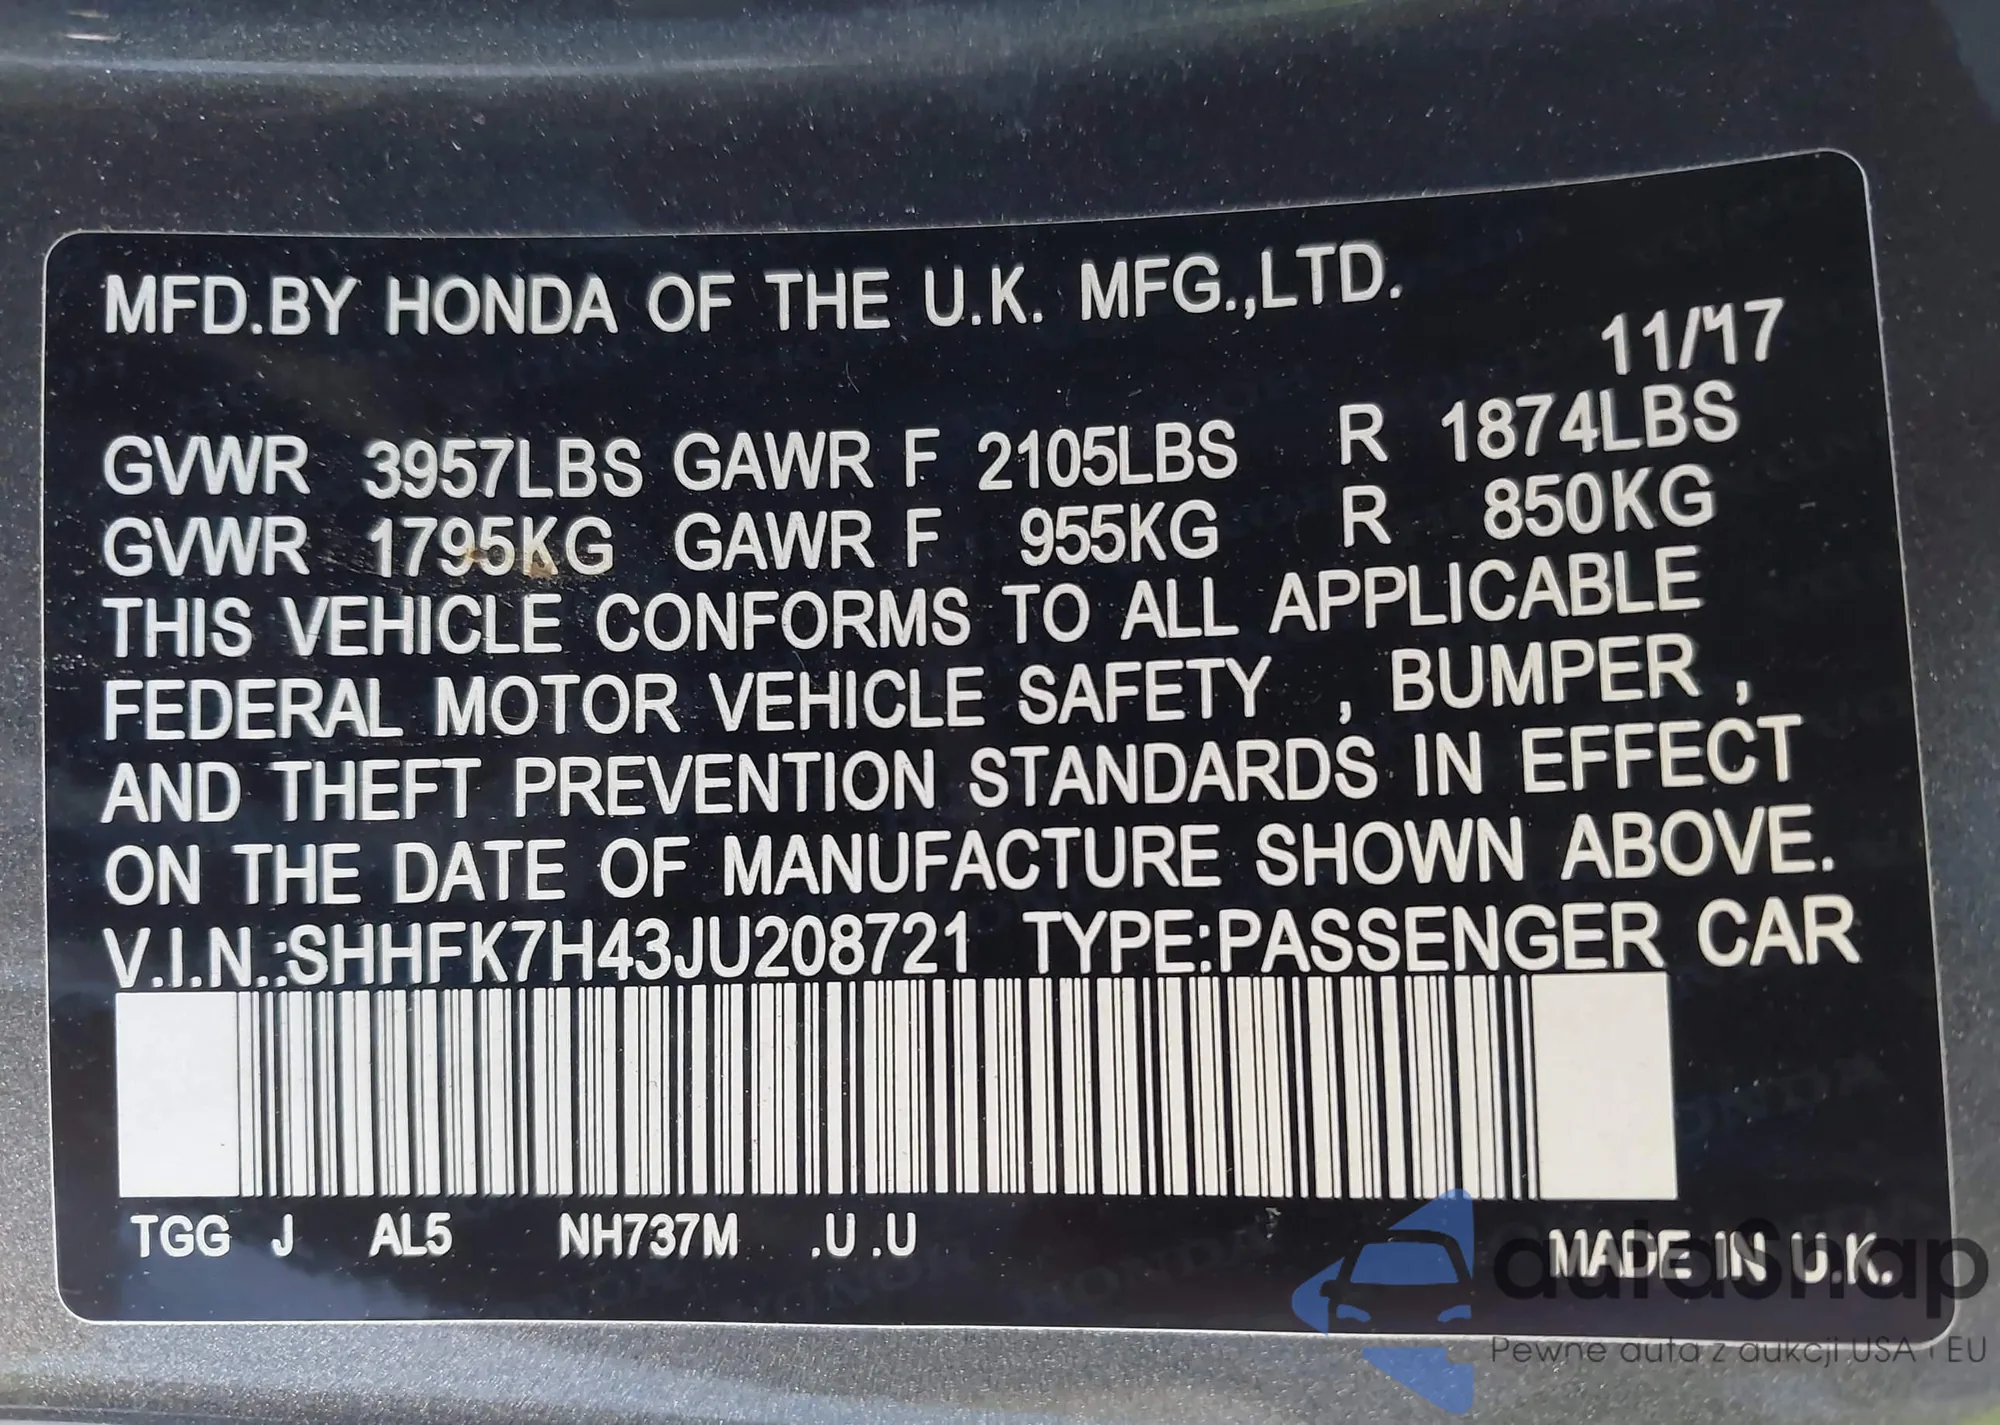 MFD.BY HONDA OF THE U.K. MFG.,LTD.
11/17
GVWR 3957LBS GAWR F 2105LBS R 1874LBS
GVWR 1795KG GAWR F 955KG R 850KG
THIS VEHICLE CONFORMS TO ALL APPLICABLE
FEDERAL MOTOR VEHICLE SAFETY , BUMPER ,
AND THEFT PREVENTION STANDARDS IN EFFECT
ON THE DATE OF MANUFACTURE SHOWN ABOVE.
V.I.N.:SHHFK7H43JU208721 TYPE:PASSENGER CAR
TGG J AL5 NH737M .U.U
MADE IN U.K.
autasnap
Pewne auta z aukcji USA i EU